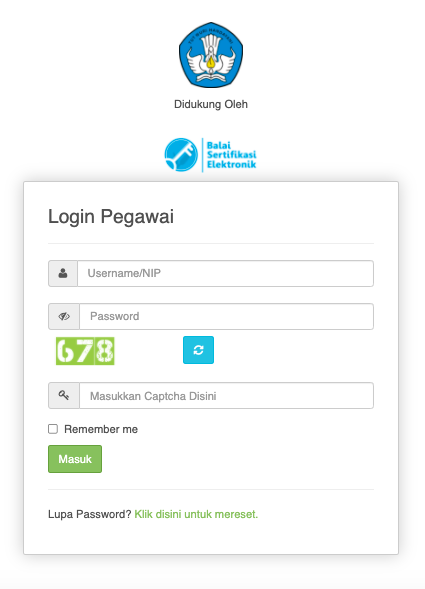 Didukung Oleh
Balai
Sertifikasi
Elektronik
Login Pegawai
Username/NIP
Password
678
Masukkan Captcha Disini
Remember me
Masuk
Lupa Password? Klik disini untuk mereset.